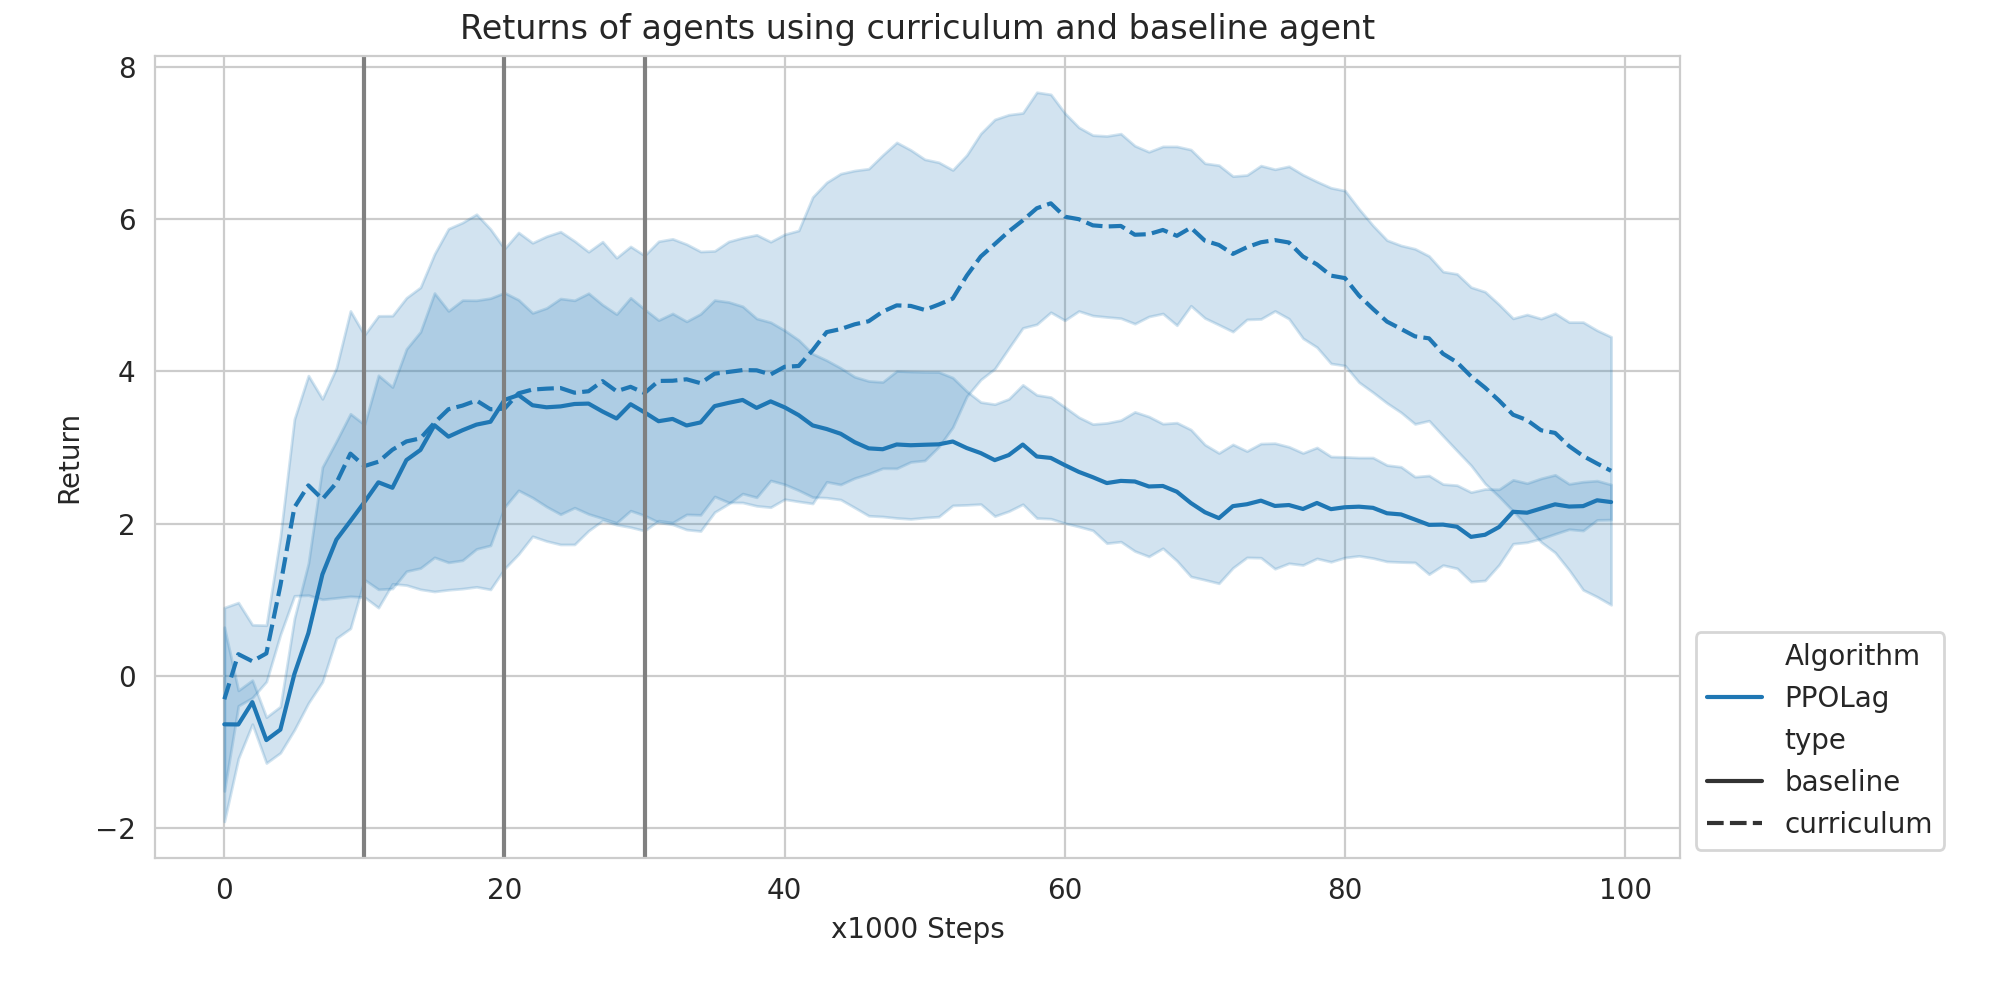 Returns of agents using curriculum and baseline agent
8
6
4
2
0
−2
Return
0 20 40 60 80 100
x1000 Steps
Algorithm
PPOLag
type
baseline
curriculum